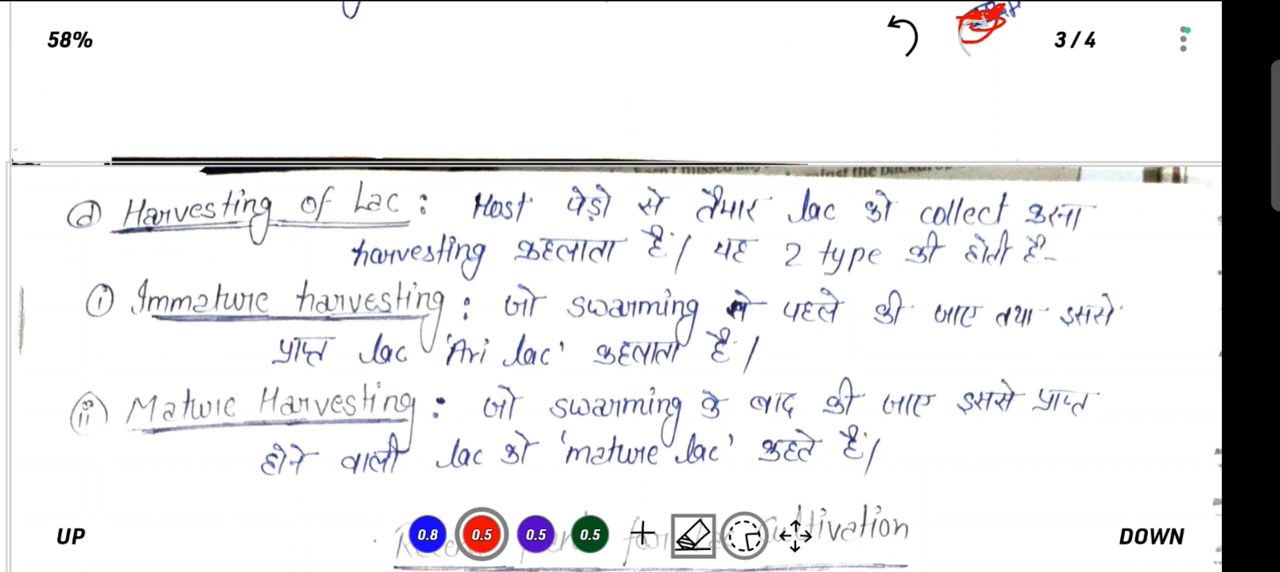 58%
3 / 4
ⓓ Harvesting of Lac : Host पेड़ो से तैयार lac को collect करना
harvesting कहलाता है। यह 2 type की होती है-
ⓘ Immature harvesting : जो swarming से पहले की जाए तथा इससे
प्राप्त lac 'Ari lac' कहलाता है।
ⓘⓘ Mature Harvesting : जो swarming के बाद की जाए इससे प्राप्त
होने वाली lac को 'mature lac' कहते है।
UP
0.8 0.5 0.5 0.5
cultivation
DOWN